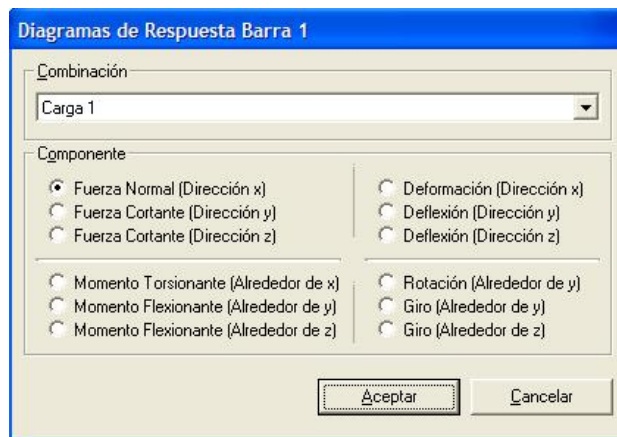 Diagramas de Respuesta Barra 1
Combinación
Carga 1
Componente
Fuerza Normal (Dirección x)
Fuerza Cortante (Dirección y)
Fuerza Cortante (Dirección z)
Deformación (Dirección x)
Deflexión (Dirección y)
Deflexión (Dirección z)
Momento Torsionante (Alrededor de x)
Momento Flexionante (Alrededor de y)
Momento Flexionante (Alrededor de z)
Rotación (Alrededor de y)
Giro (Alrededor de y)
Giro (Alrededor de z)
Aceptar
Cancelar